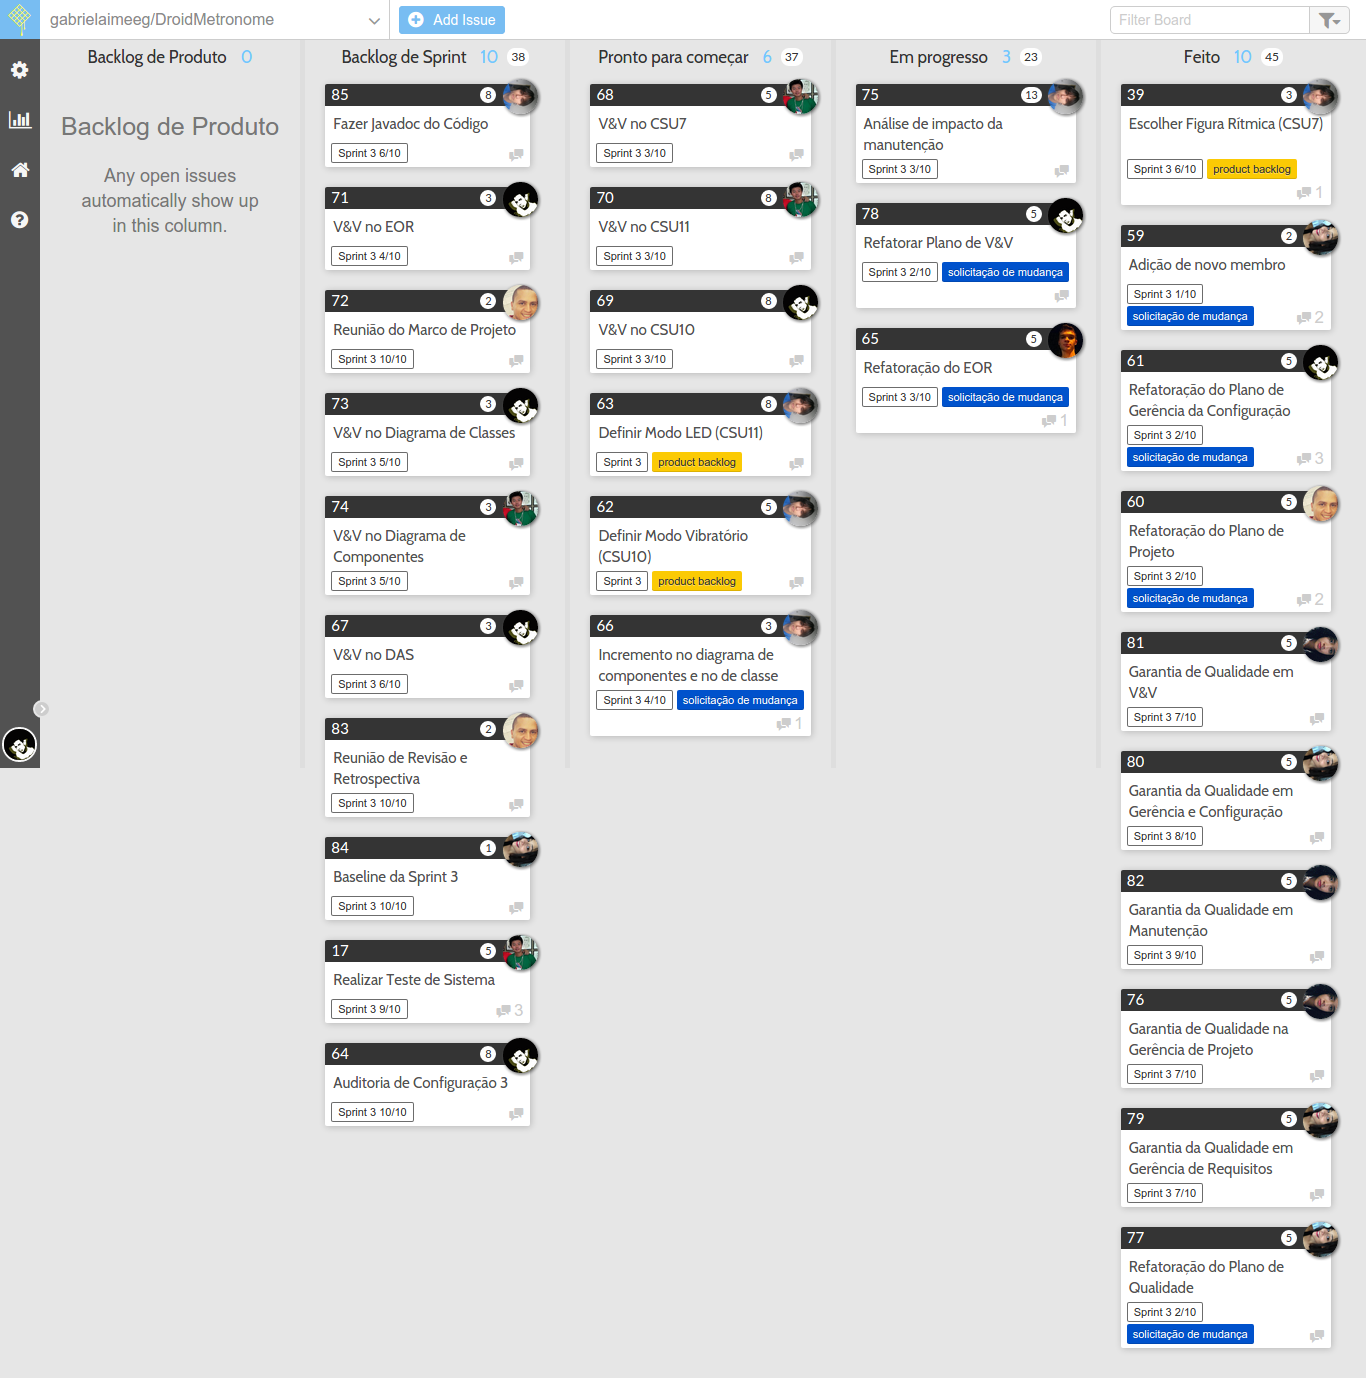 gabrielaimeeg/DroidMetronome
Add Issue
Filter Board
Backlog de Produto 0
Backlog de Produto
Any open issues
automatically show up
in this column.
Backlog de Sprint 10 38
85 8
Fazer Javadoc do Código
Sprint 3 6/10
71 3
V&V no EOR
Sprint 3 4/10
72 2
Reunião do Marco de Projeto
Sprint 3 10/10
73 3
V&V no Diagrama de Classes
Sprint 3 5/10
74 3
V&V no Diagrama de
Componentes
Sprint 3 5/10
67 3
V&V no DAS
Sprint 3 6/10
83 2
Reunião de Revisão e
Retrospectiva
Sprint 3 10/10
84 1
Baseline da Sprint 3
Sprint 3 10/10
17 5
Realizar Teste de Sistema
Sprint 3 9/10
3
64 8
Auditoria de Configuração 3
Sprint 3 10/10
Pronto para começar 6 37
68 5
V&V no CSU7
Sprint 3 3/10
70 8
V&V no CSU11
Sprint 3 3/10
69 8
V&V no CSU10
Sprint 3 3/10
63 8
Definir Modo LED (CSU11)
Sprint 3 product backlog
62 5
Definir Modo Vibratório
(CSU10)
Sprint 3 product backlog
66 3
Incremento no diagrama de
componentes e no de classe
Sprint 3 4/10 solicitação de mudança
1
Em progresso 3 23
75 13
Análise de impacto da
manutenção
Sprint 3 3/10
78 5
Refatorar Plano de V&V
Sprint 3 2/10 solicitação de mudança
65 5
Refatoração do EOR
Sprint 3 3/10 solicitação de mudança
1
Feito 10 45
39 3
Escolher Figura Rítmica (CSU7)
Sprint 3 6/10 product backlog
1
59 2
Adição de novo membro
Sprint 3 1/10
solicitação de mudança 2
61 5
Refatoração do Plano de
Gerência da Configuração
Sprint 3 2/10
solicitação de mudança 3
60 5
Refatoração do Plano de
Projeto
Sprint 3 2/10
solicitação de mudança 2
81 5
Garantia de Qualidade em
V&V
Sprint 3 7/10
80 5
Garantia da Qualidade em
Gerência e Configuração
Sprint 3 8/10
82 5
Garantia da Qualidade em
Manutenção
Sprint 3 9/10
76 5
Garantia de Qualidade na
Gerência de Projeto
Sprint 3 7/10
79 5
Garantia da Qualidade em
Gerência de Requisitos
Sprint 3 7/10
77 5
Refatoração do Plano de
Qualidade
Sprint 3 2/10
solicitação de mudança